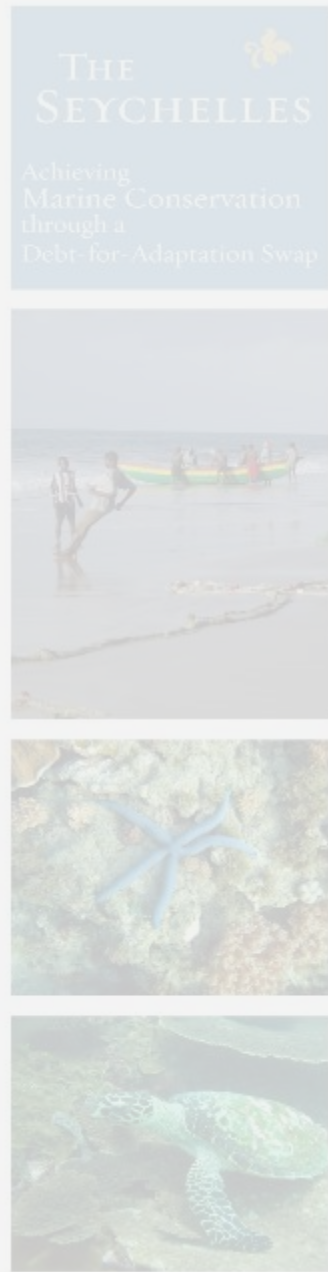 THE
SEYCHELLES
Achieving
Marine Conservation
through a
Debt-for-Adaptation Swap